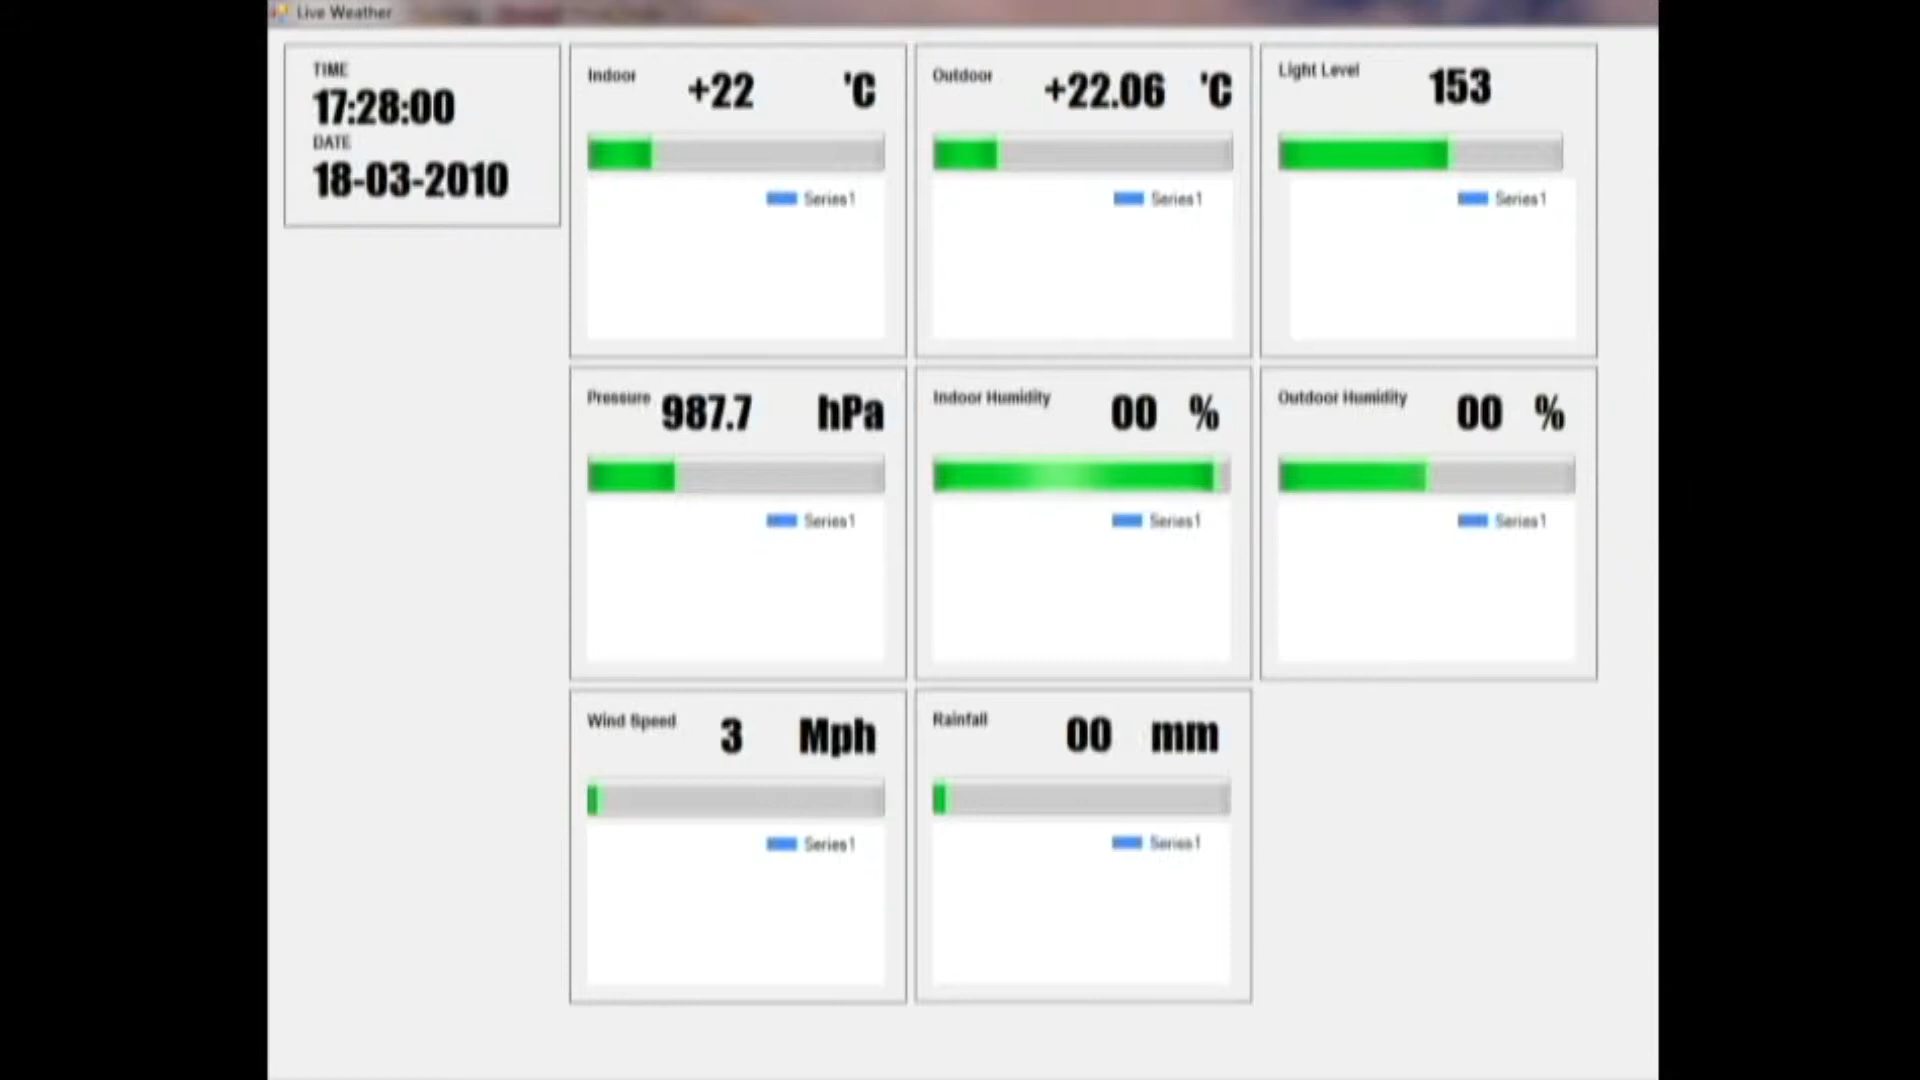 Live Weather
TIME
17:28:00
DATE
18-03-2010
Indoor +22 'C
Series1
Outdoor +22.06 'C
Series1
Light Level 153
Series1
Pressure 987.7 hPa
Series1
Indoor Humidity 00 %
Series1
Outdoor Humidity 00 %
Series1
Wind Speed 3 Mph
Series1
Rainfall 00 mm
Series1